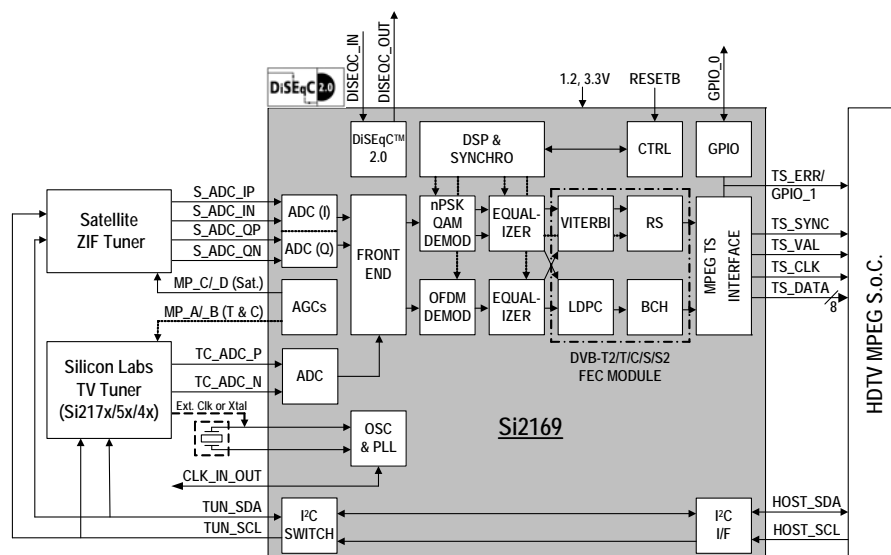 DISEQC_IN
DISEQC_OUT
DiSEqC 2.0
1.2, 3.3V
RESETB
GPIO_0
DiSEqC™
2.0
DSP &
SYNCHRO
CTRL
GPIO
TS_ERR/
GPIO_1
Satellite
ZIF Tuner
S_ADC_IP
S_ADC_IN
S_ADC_QP
S_ADC_QN
ADC (I)
ADC (Q)
FRONT
END
nPSK
QAM
DEMOD
EQUAL-
IZER
VITERBI
RS
MPEG TS
INTERFACE
TS_SYNC
TS_VAL
TS_CLK
TS_DATA
8
HDTV MPEG S.o.C.
MP_C/_D (Sat.)
MP_A/_B (T & C)
AGCs
OFDM
DEMOD
EQUAL-
IZER
LDPC
BCH
Silicon Labs
TV Tuner
(Si217x/5x/4x)
TC_ADC_P
TC_ADC_N
ADC
DVB-T2/T/C/S/S2
FEC MODULE
Ext. Clk or Xtal
OSC
& PLL
Si2169
CLK_IN_OUT
TUN_SDA
TUN_SCL
I²C
SWITCH
I²C
I/F
HOST_SDA
HOST_SCL